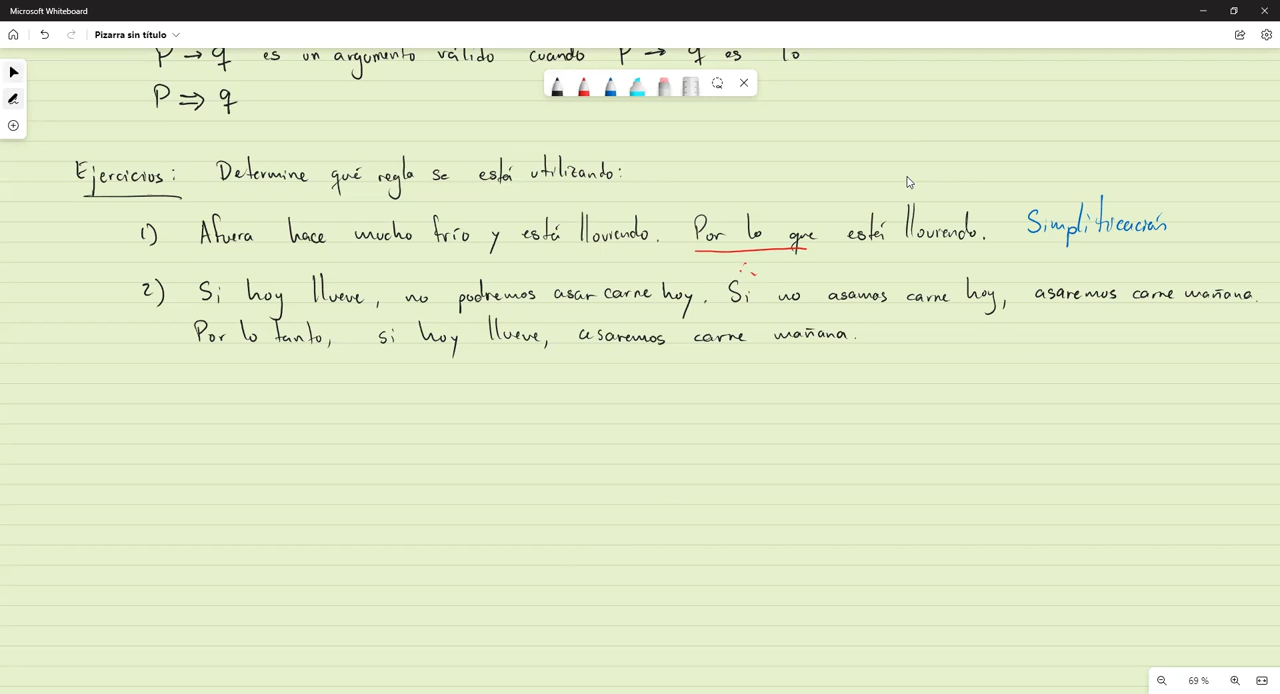 Microsoft Whiteboard
Pizarra sin título
P → q es un argumento válido cuando P → q es lo
P ⇒ q
Ejercicios: Determine qué regla se está utilizando:
1) Afuera hace mucho frío y está lloviendo. Por lo que está lloviendo. Simplificación
∴
2) Si hoy llueve, no podremos asar carne hoy. Si no asamos carne hoy, asaremos carne mañana.
Por lo tanto, si hoy llueve, asaremos carne mañana.
69 %